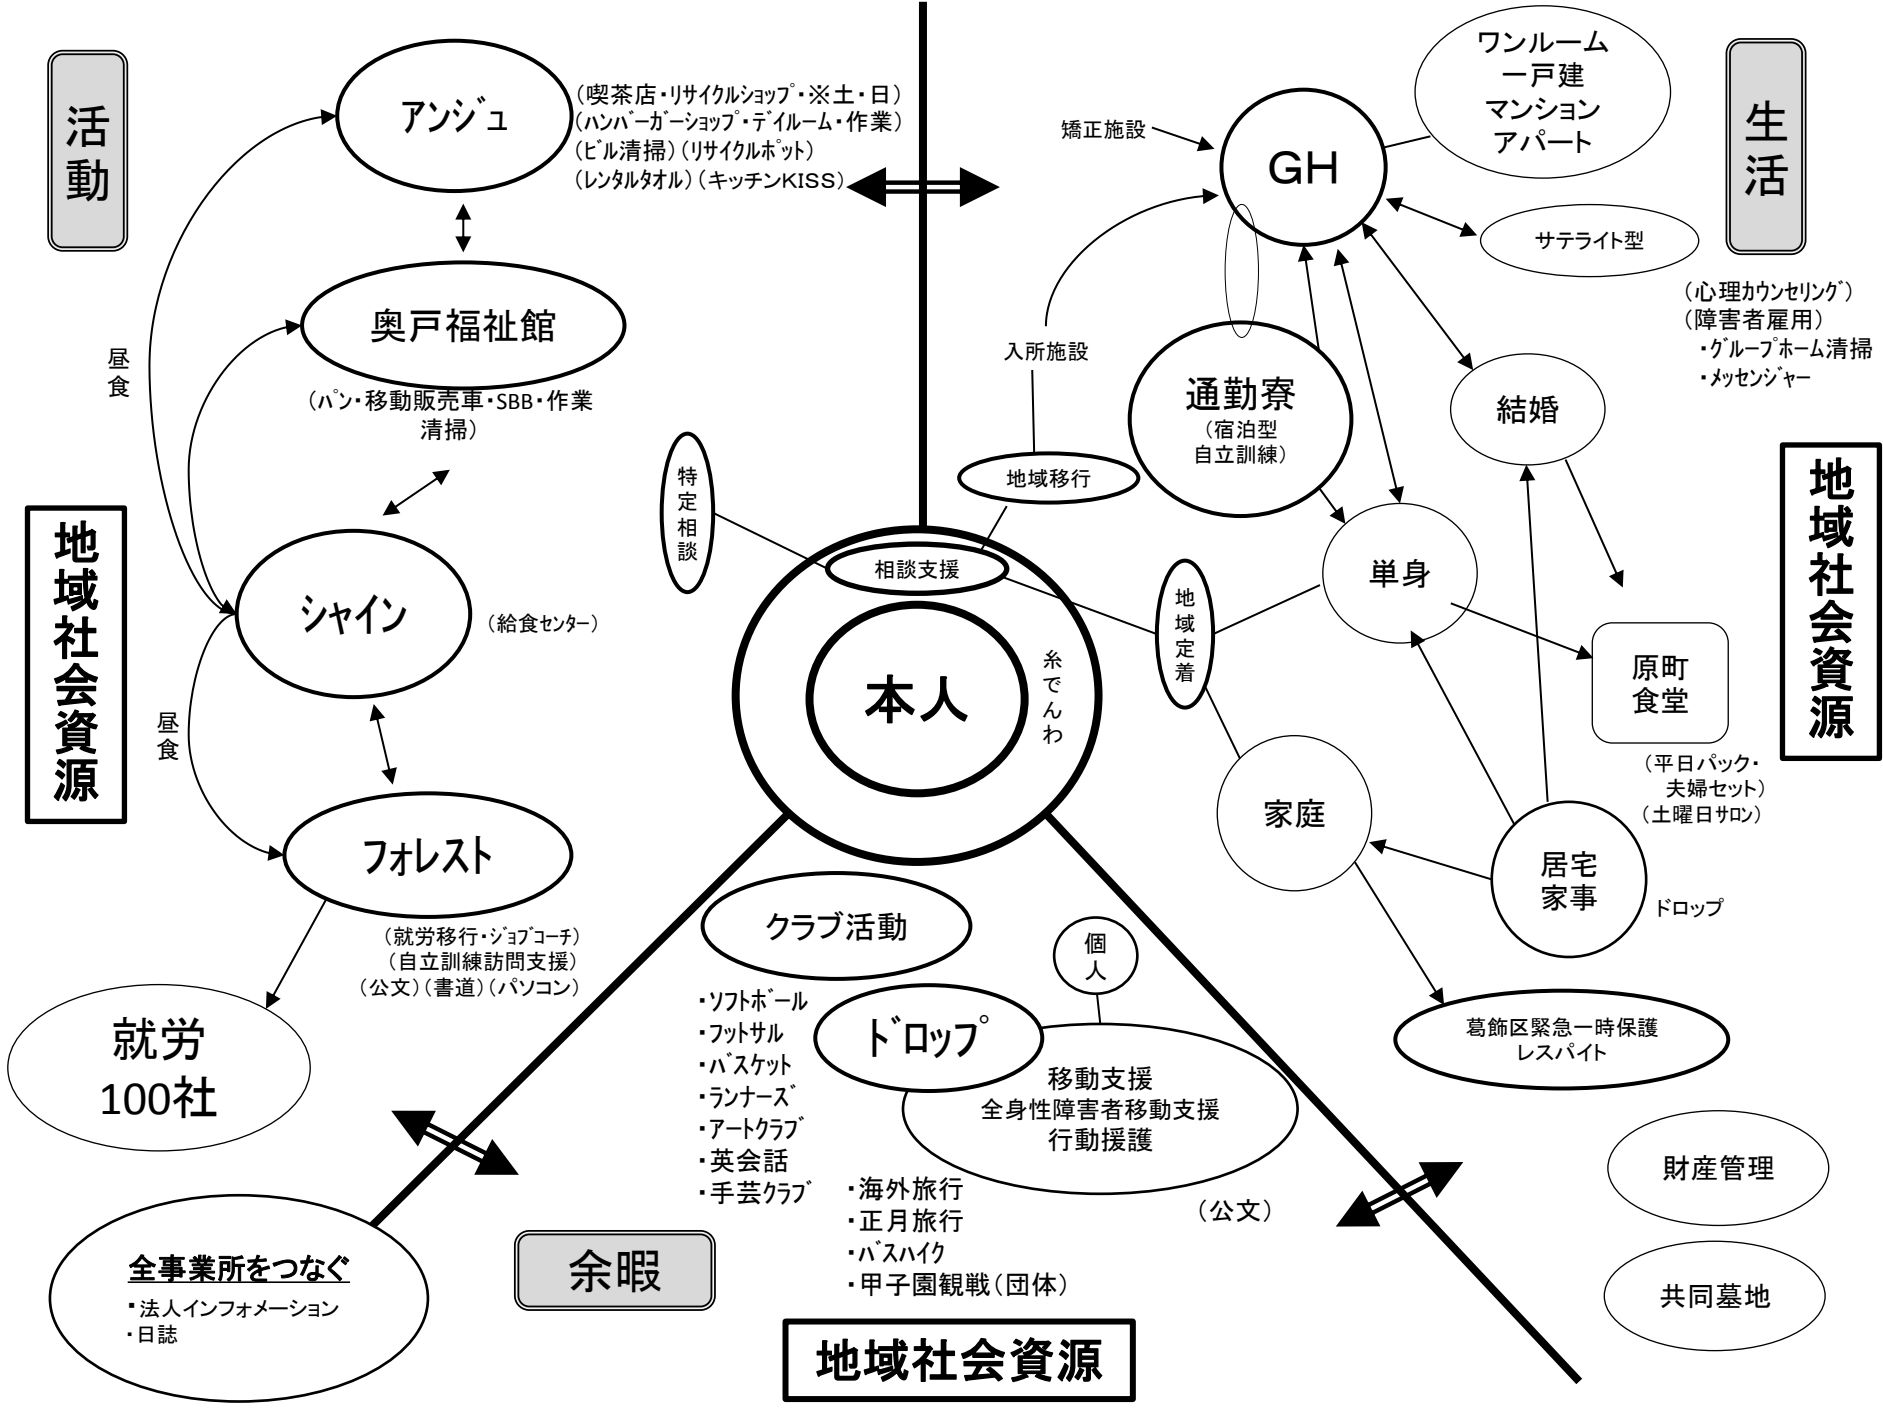 活
動
アンジュ
（喫茶店・リサイクルショップ・※土・日）
（ハンバーガーショップ・デイルーム・作業）
（ビル清掃）（リサイクルポット）
（レンタルタオル）（キッチンKISS）
奥戸福祉館
（パン・移動販売車・SBB・作業
清掃）
昼
食
シャイン
（給食センター）
昼
食
フォレスト
（就労移行・ジョブコーチ）
（自立訓練訪問支援）
（公文）（書道）（パソコン）
就労
100社
地域社会資源
全事業所をつなぐ
・法人インフォメーション
・日誌
特定相談
相談支援
本人
糸でんわ
地域移行
入所施設
矯正施設
GH
ワンルーム
一戸建
マンション
アパート
生
活
サテライト型
（心理カウンセリング）
（障害者雇用）
・グループホーム清掃
・メッセンジャー
通勤寮
（宿泊型
自立訓練）
結婚
単身
地域定着
原町
食堂
（平日パック・
夫婦セット）
（土曜日サロン）
地域社会資源
家庭
居宅
家事
ドロップ
葛飾区緊急一時保護
レスパイト
財産管理
共同墓地
クラブ活動
・ソフトボール
・フットサル
・バスケット
・ランナーズ
・アートクラブ
・英会話
・手芸クラブ
個
人
ドロップ
移動支援
全身性障害者移動支援
行動援護
・海外旅行
・正月旅行
・バスハイク
・甲子園観戦（団体）
（公文）
余暇
地域社会資源